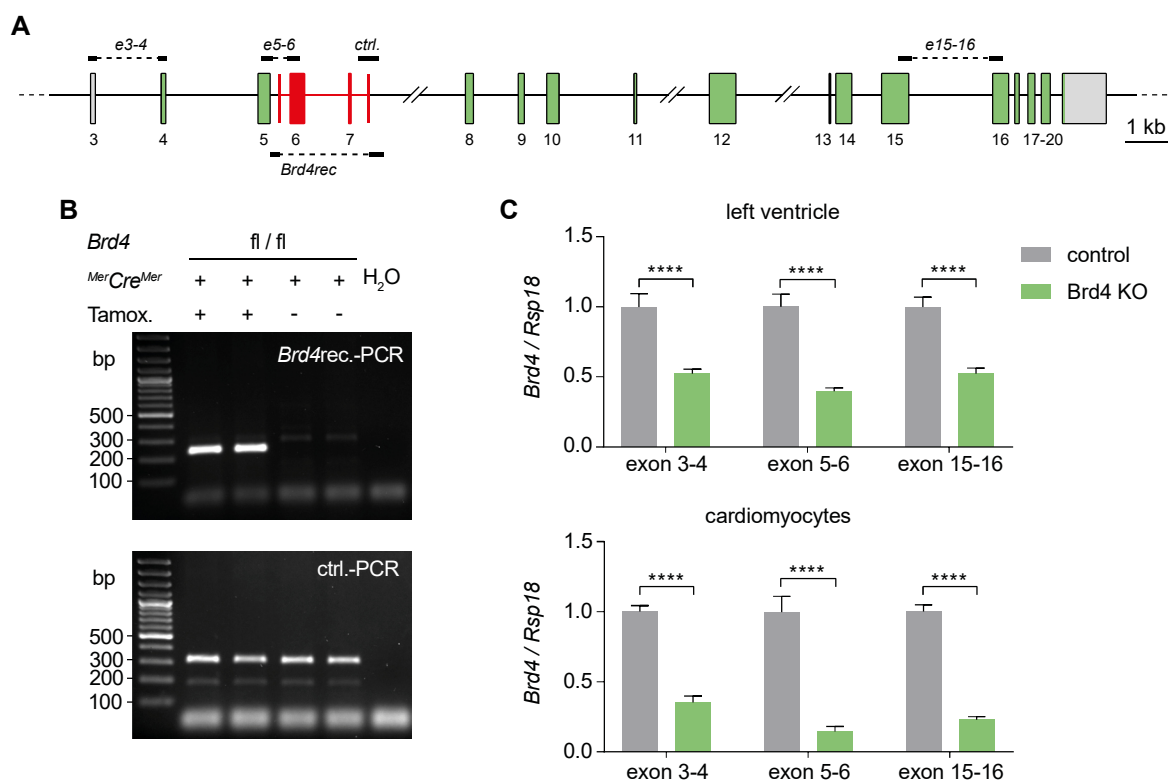 A
e3-4 e5-6 ctrl. e15-16
3 4 5 6 7 8 9 10 11 12 13 14 15 16 17-20
1 kb
Brd4rec
B
Brd4 fl / fl
MerCreMer + + + + H2O
Tamox. + + - -
bp
Brd4rec.-PCR
500
300
200
100
bp
ctrl.-PCR
500
300
200
100
C
left ventricle
control
Brd4 KO
Brd4 / Rsp18
1.5
1.0
0.5
0.0
**** **** ****
exon 3-4 exon 5-6 exon 15-16
cardiomyocytes
Brd4 / Rsp18
1.5
1.0
0.5
0.0
**** **** ****
exon 3-4 exon 5-6 exon 15-16